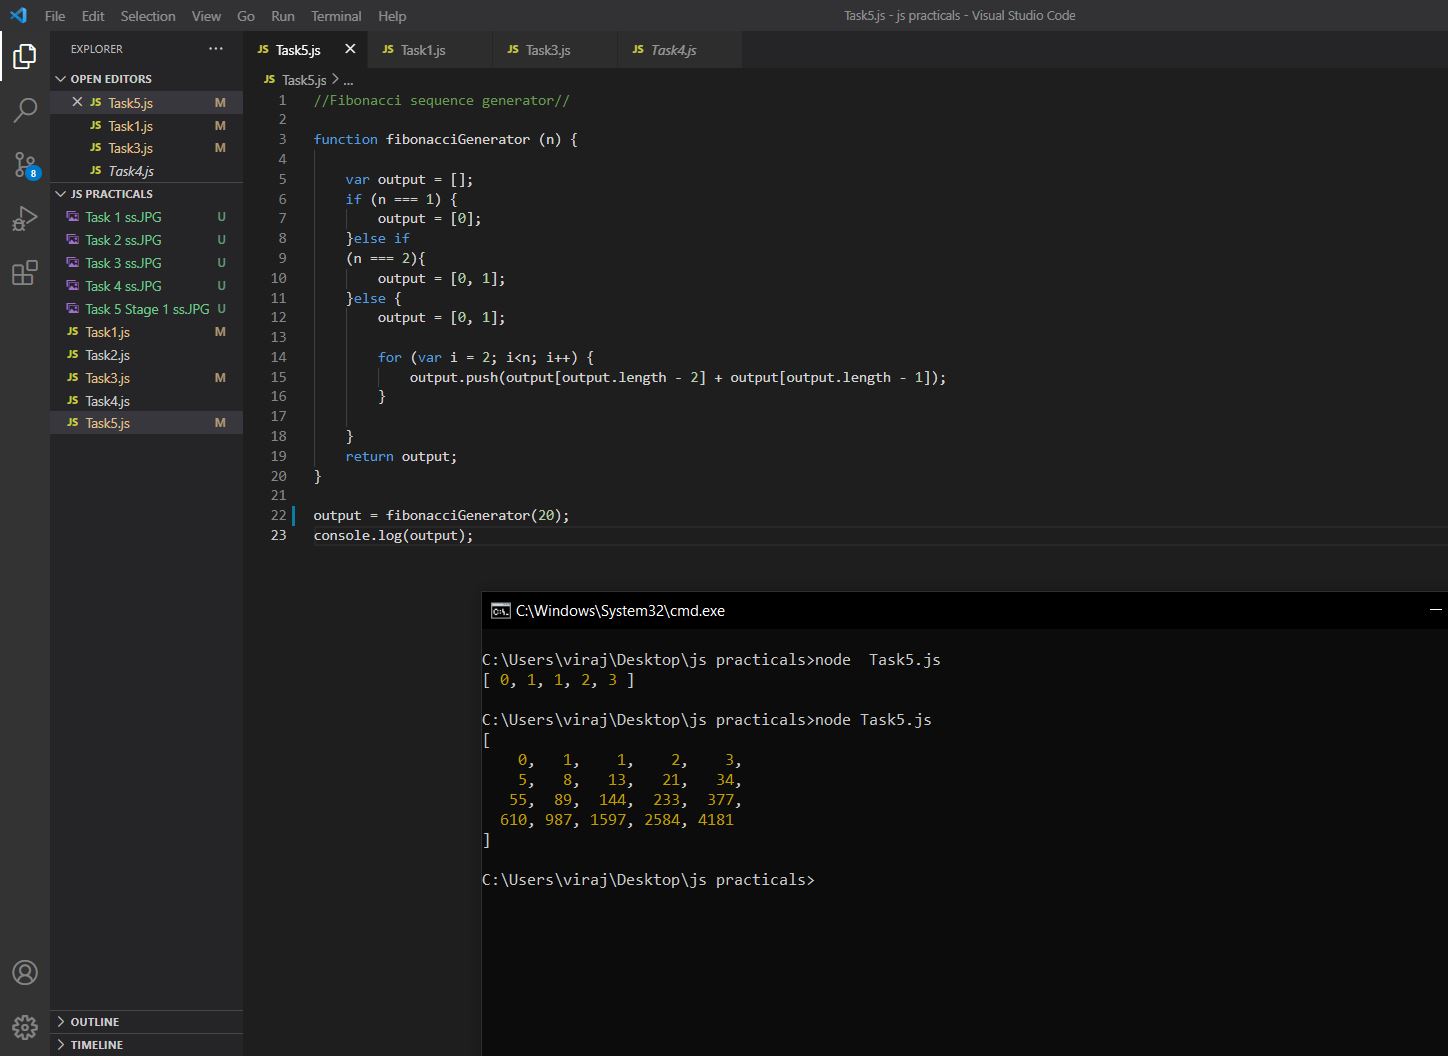 File Edit Selection View Go Run Terminal Help
Task5.js - js practicals - Visual Studio Code
EXPLORER ...
OPEN EDITORS
JS Task5.js M
JS Task1.js M
JS Task3.js M
JS Task4.js
JS PRACTICALS
Task 1 ss.JPG U
Task 2 ss.JPG U
Task 3 ss.JPG U
Task 4 ss.JPG U
Task 5 Stage 1 ss.JPG U
JS Task1.js M
JS Task2.js
JS Task3.js M
JS Task4.js
JS Task5.js M
OUTLINE
TIMELINE
8
JS Task5.js JS Task1.js JS Task3.js JS Task4.js
JS Task5.js > ...
1 //Fibonacci sequence generator//
2
3 function fibonacciGenerator (n) {
4
5 var output = [];
6 if (n === 1) {
7 output = [0];
8 }else if
9 (n === 2){
10 output = [0, 1];
11 }else {
12 output = [0, 1];
13
14 for (var i = 2; i<n; i++) {
15 output.push(output[output.length - 2] + output[output.length - 1]);
16 }
17
18 }
19 return output;
20 }
21
22 output = fibonacciGenerator(20);
23 console.log(output);
C:\. C:\Windows\System32\cmd.exe
C:\Users\viraj\Desktop\js practicals>node  Task5.js
[ 0, 1, 1, 2, 3 ]
C:\Users\viraj\Desktop\js practicals>node Task5.js
[
0, 1, 1, 2, 3,
5, 8, 13, 21, 34,
55, 89, 144, 233, 377,
610, 987, 1597, 2584, 4181
]
C:\Users\viraj\Desktop\js practicals>